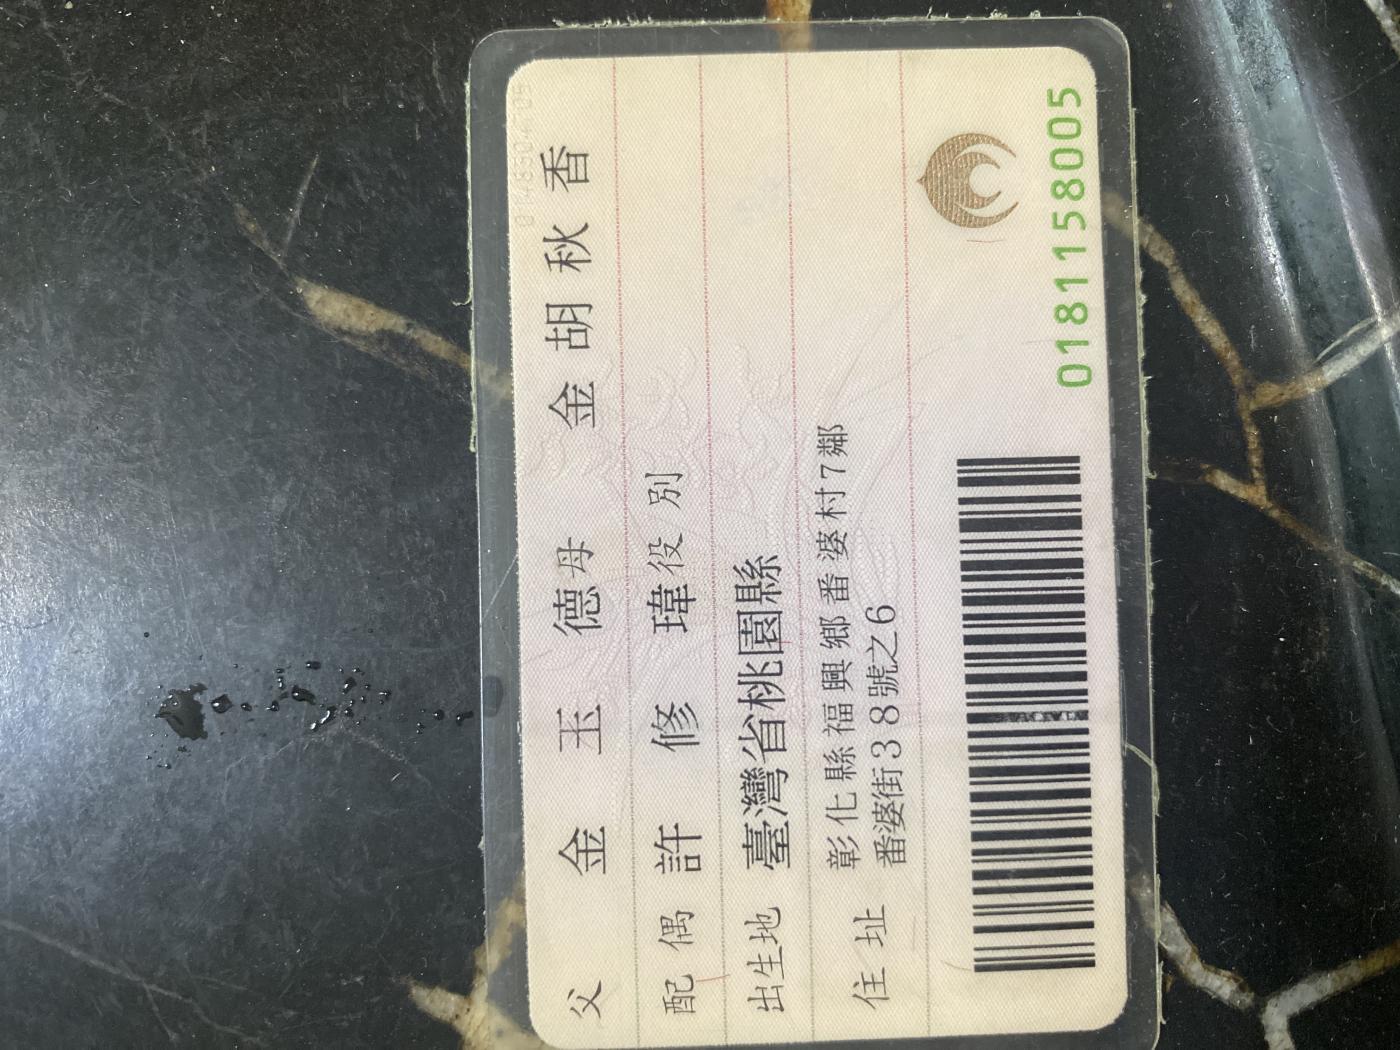 父 金玉德 母 金胡秋香
配偶 許修瑋 役別
出生地 臺灣省桃園縣
住址 彰化縣福興鄉番婆村7鄰
番婆街38號之6
0181158005